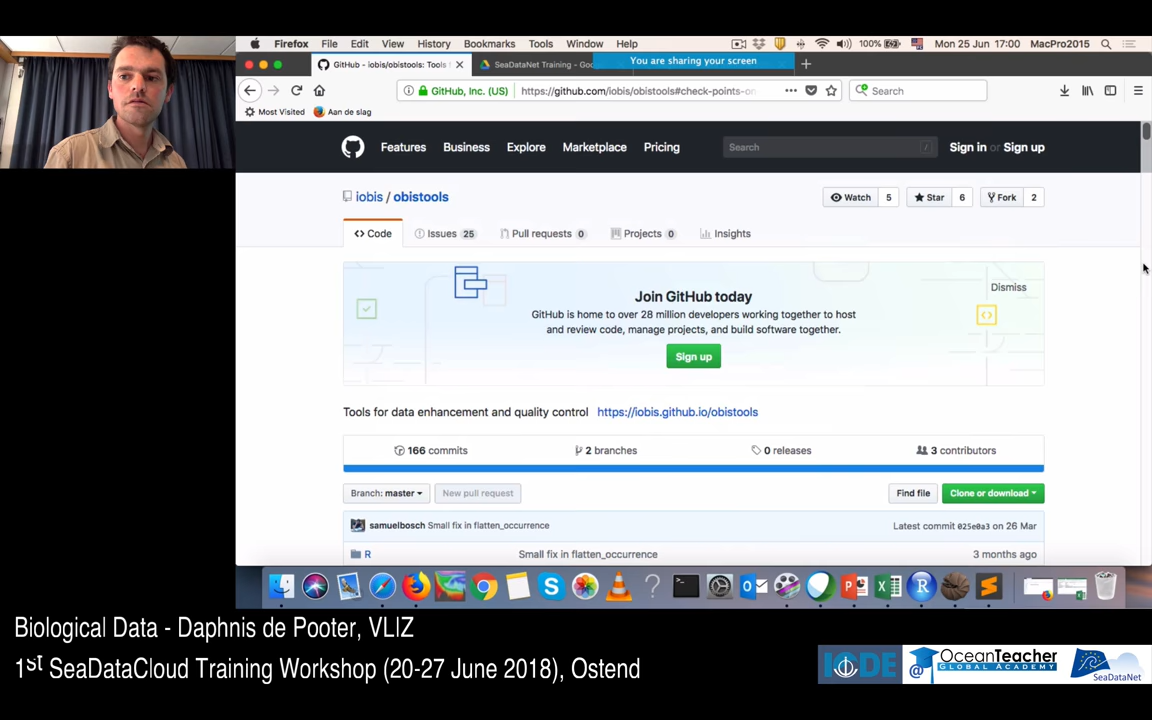 Firefox File Edit View History Bookmarks Tools Window Help 100% Mon 25 Jun 17:00 MacPro2015
GitHub - iobis/obistools: Tools SeaDataNet Training - Goo You are sharing your screen
GitHub, Inc. (US) https://github.com/iobis/obistools#check-points-on Search
Most Visited Aan de slag
Features Business Explore Marketplace Pricing Search / Sign in or Sign up
iobis / obistools Watch 5 Star 6 Fork 2
Code Issues 25 Pull requests 0 Projects 0 Insights
Dismiss
Join GitHub today
GitHub is home to over 28 million developers working together to host
and review code, manage projects, and build software together.
Sign up
Tools for data enhancement and quality control https://iobis.github.io/obistools
166 commits 2 branches 0 releases 3 contributors
Branch: master New pull request Find file Clone or download
samuelbosch Small fix in flatten_occurrence Latest commit 025e0a3 on 26 Mar
R Small fix in flatten_occurrence 3 months ago
Biological Data - Daphnis de Pooter, VLIZ
1st SeaDataCloud Training Workshop (20-27 June 2018), Ostend
IODE
OceanTeacher
GLOBAL ACADEMY
SeaDataNet